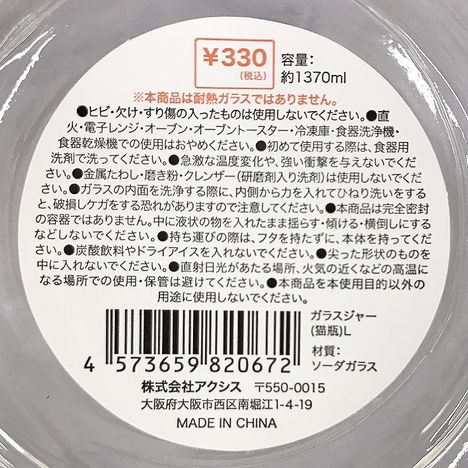 ¥330
(税込)
容量：
約1370ml
※本商品は耐熱ガラスではありません。
●ヒビ・欠け・すり傷の入ったものは使用しないでください。●直
火・電子レンジ・オーブン・オーブントースター・冷凍庫・食器洗浄機・
食器乾燥機での使用はおやめください。●初めて使用する際は、食器用
洗剤で洗ってください。●急激な温度変化や、強い衝撃を与えないでくだ
さい。●金属たわし・磨き粉・クレンザー（研磨剤入り洗剤）は使用しない
でください。●ガラスの内面を洗浄する際に、内側から力を入れてひねり洗いをする
と、破損しケガをする恐れがありますので注意してください。●本商品は完全密封
の容器ではありません。中に液状の物を入れたまま揺らす・傾ける・横倒しにする
などしないでください。●持ち運びの際は、フタを持たずに、本体を持ってくださ
い。●炭酸飲料やドライアイスを入れないでください。●尖った形状のものを
中に入れないでください。●直射日光があたる場所、火気の近くなどの高温に
なる場所での使用・保管は避けてください。●本商品を本使用目的以外の
用途に使用しないでください。
ガラスジャー
(猫瓶)L
材質：
ソーダガラス
4 573659 820672
株式会社アクシス 〒550-0015
大阪府大阪市西区南堀江1-4-19
MADE IN CHINA